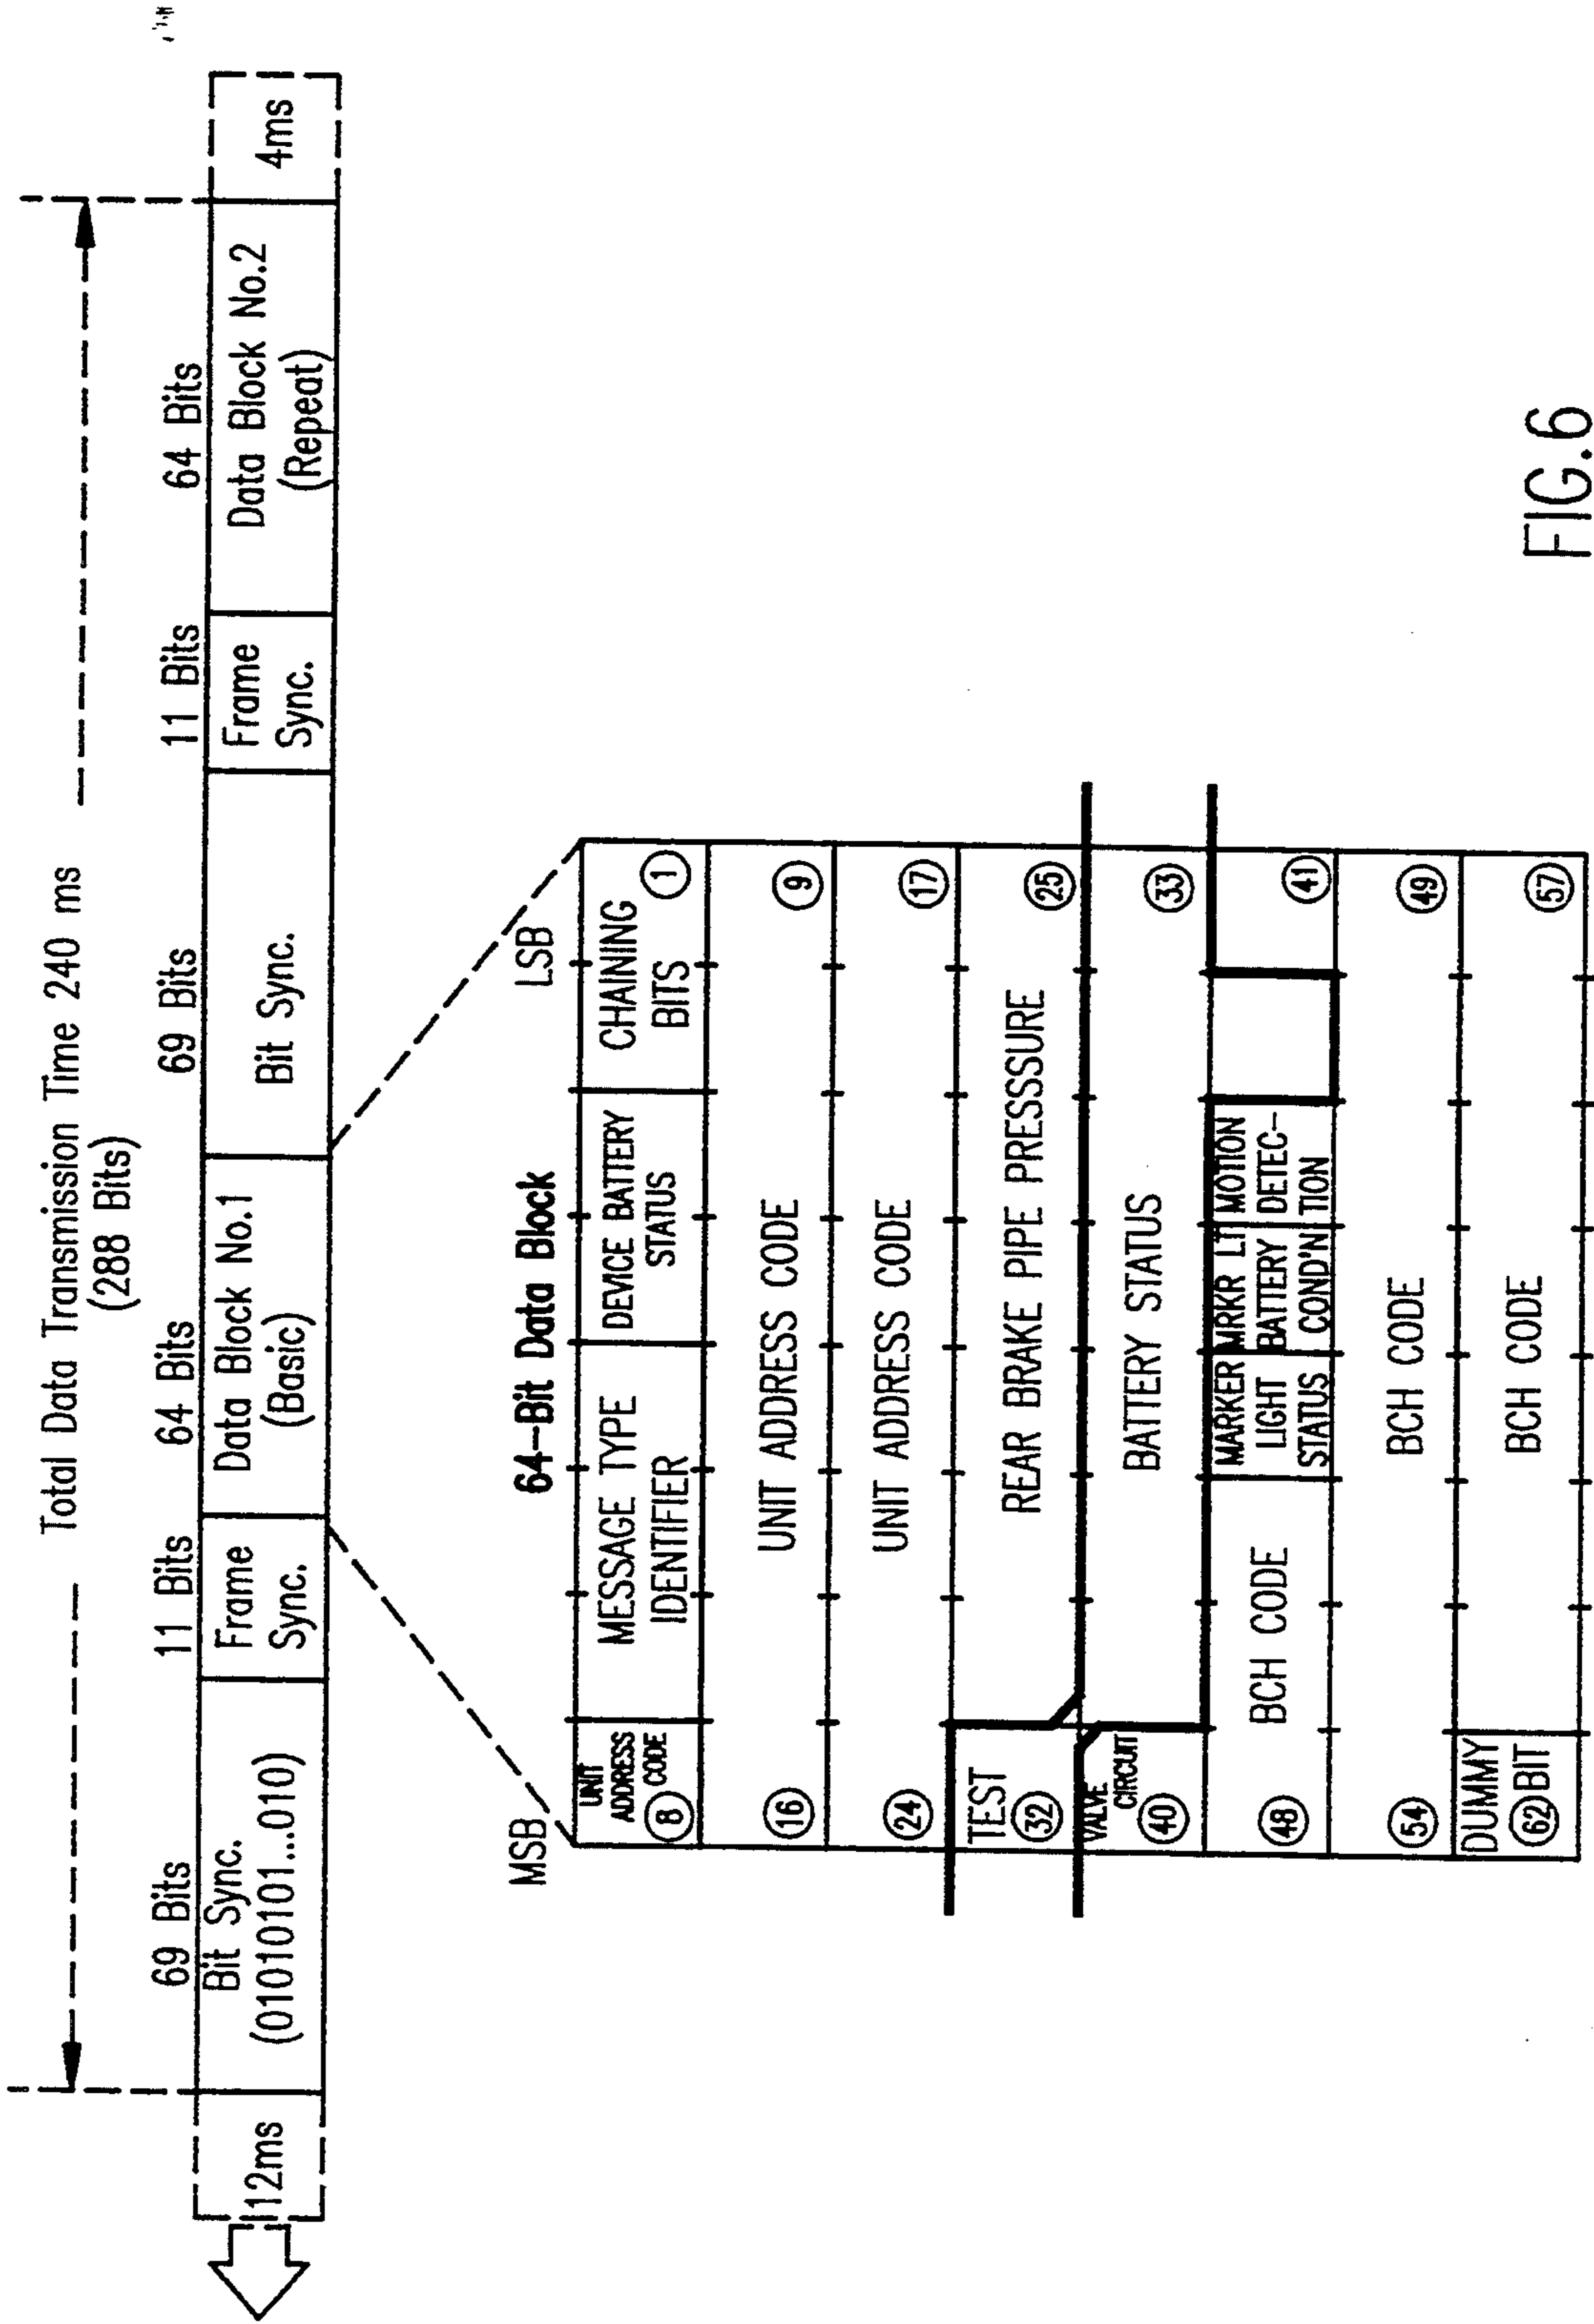 Total Data Transmission Time 240 ms
(288 Bits)
69 Bits
11 Bits
64 Bits
69 Bits
11 Bits
64 Bits
12ms
Bit Sync.
(01010101...010)
Frame
Sync.
Data Block No.1
(Basic)
Bit Sync.
Frame
Sync.
Data Block No.2
(Repeat)
4ms
64-Bit Data Block
MSB
LSB
UNIT
ADDRESS
CODE
8
MESSAGE TYPE
IDENTIFIER
DEVICE BATTERY
STATUS
CHAINING
BITS
1
16
UNIT ADDRESS CODE
9
24
UNIT ADDRESS CODE
17
TEST
32
REAR BRAKE PIPE PRESSSURE
25
VALVE
CIRCUIT
40
BATTERY STATUS
33
48
BCH CODE
MARKER
LIGHT
STATUS
MRKR LT
BATTERY
COND'N
MOTION
DETEC-
TION
41
54
BCH CODE
49
DUMMY
62 BIT
BCH CODE
57
FIG.6